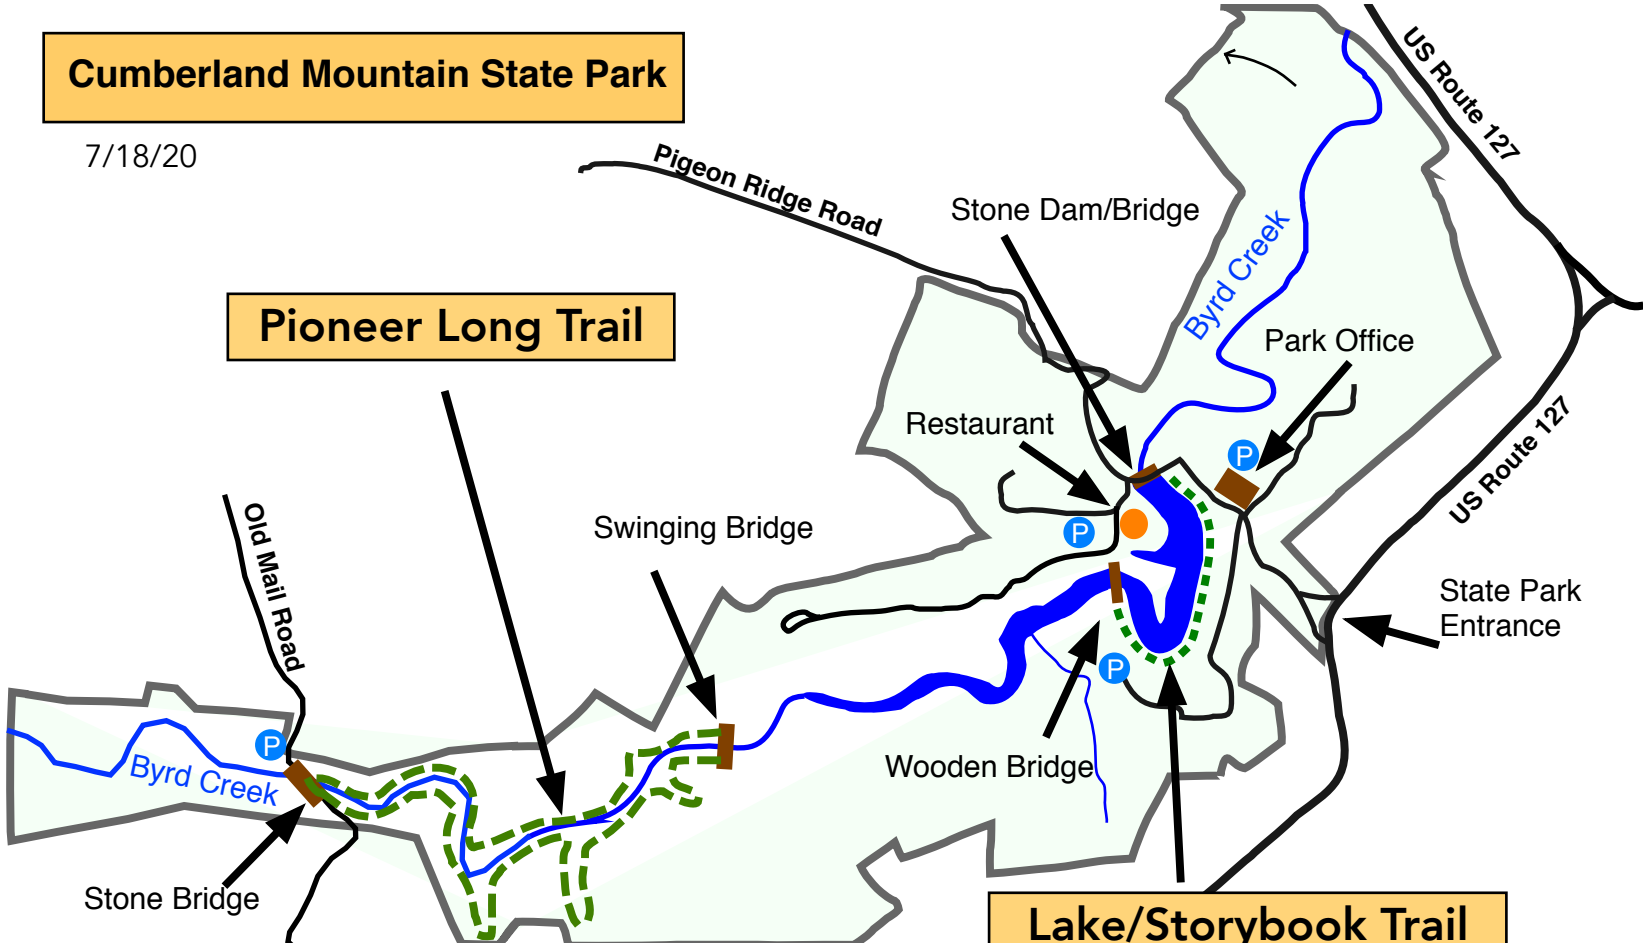 Cumberland Mountain State Park
7/18/20
US Route 127
Pigeon Ridge Road
Stone Dam/Bridge
Byrd Creek
Pioneer Long Trail
Park Office
Restaurant
P
US Route 127
Old Mail Road
Swinging Bridge
P
State Park
Entrance
P
P
Wooden Bridge
Byrd Creek
Stone Bridge
Lake/Storybook Trail